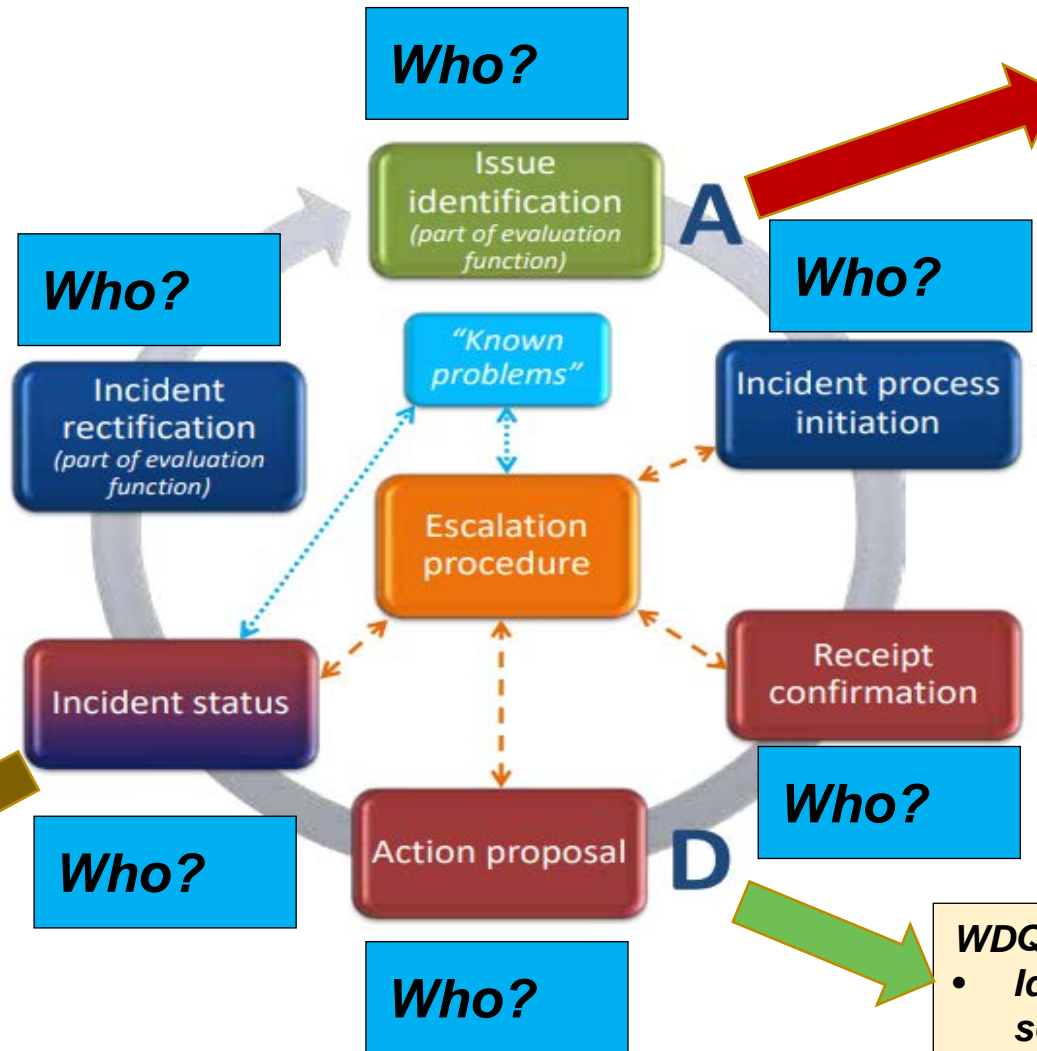 Who?
Issue
identification
(part of evaluation
function)
A
Who?
Who?
"Known
problems"
Incident
rectification
(part of evaluation
function)
Incident process
initiation
Escalation
procedure
Receipt
confirmation
Incident status
Who?
Action proposal
D
Who?
Who?
WDQ
•